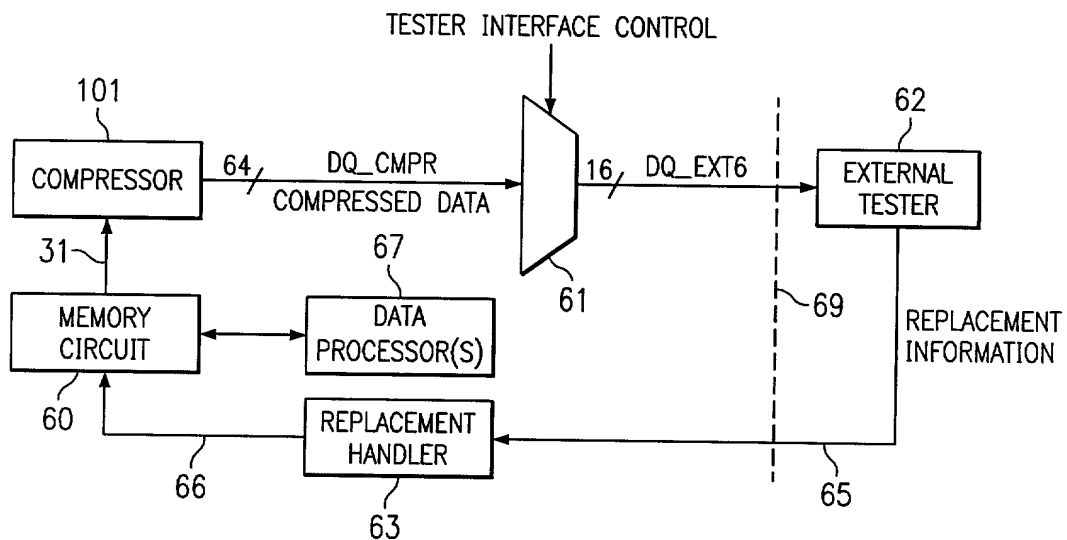 TESTER INTERFACE CONTROL
101
COMPRESSOR
64
DQ_CMPR
COMPRESSED DATA
61
16
DQ_EXT6
62
EXTERNAL
TESTER
31
67
MEMORY
CIRCUIT
60
DATA
PROCESSOR(S)
69
REPLACEMENT
INFORMATION
REPLACEMENT
HANDLER
66
63
65